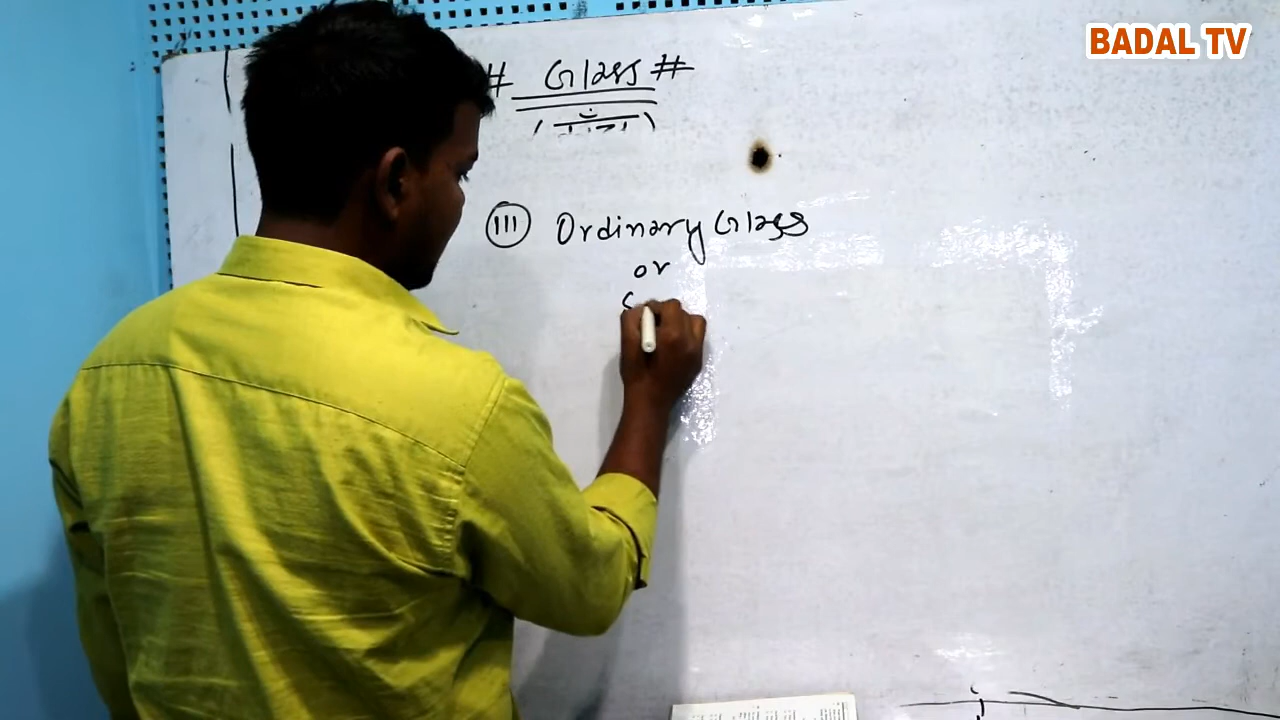 BADAL TV
# Glass #
(III) Ordinary Glass
or
S